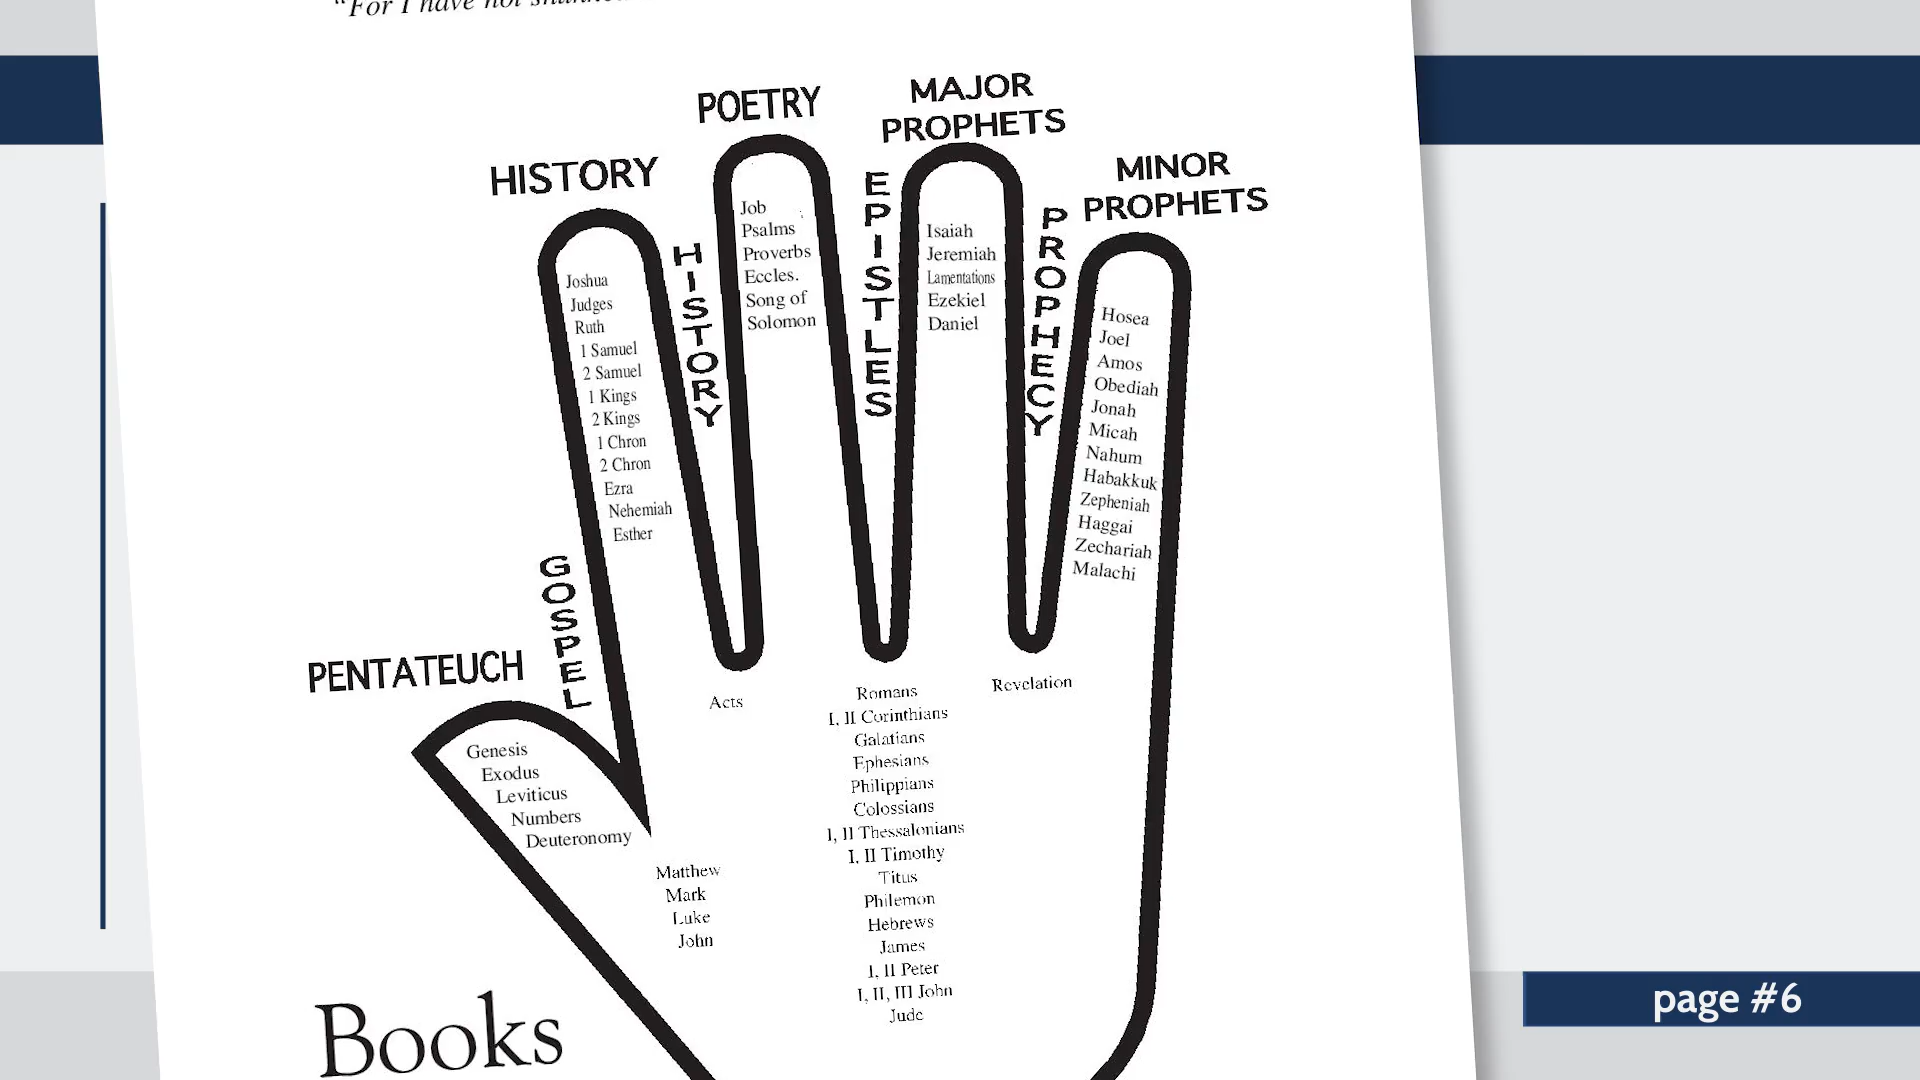 “For I have not
POETRY
MAJOR
PROPHETS
HISTORY
MINOR
PROPHETS
PENTATEUCH
GOSPEL
HISTORY
EPISTLES
PROPHECY
Genesis
Exodus
Leviticus
Numbers
Deuteronomy
Joshua
Judges
Ruth
1 Samuel
2 Samuel
1 Kings
2 Kings
1 Chron
2 Chron
Ezra
Nehemiah
Esther
Job
Psalms
Proverbs
Eccles.
Song of
Solomon
Isaiah
Jeremiah
Lamentations
Ezekiel
Daniel
Hosea
Joel
Amos
Obediah
Jonah
Micah
Nahum
Habakkuk
Zepheniah
Haggai
Zechariah
Malachi
Matthew
Mark
Luke
John
Acts
Romans
I, II Corinthians
Galatians
Ephesians
Philippians
Colossians
I, II Thessalonians
I, II Timothy
Titus
Philemon
Hebrews
James
I, II Peter
I, II, III John
Jude
Revelation
Books
page #6